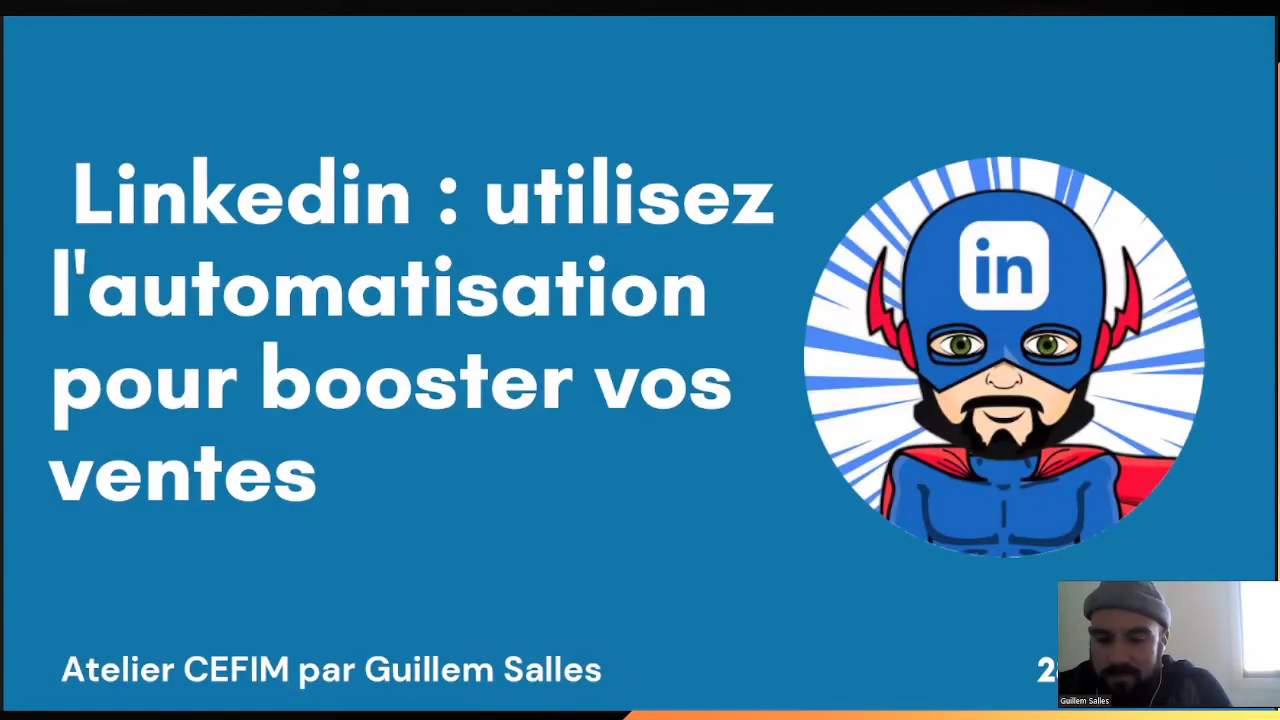 Linkedin : utilisez
l'automatisation
pour booster vos
ventes
in
Atelier CEFIM par Guillem Salles
Guillem Salles